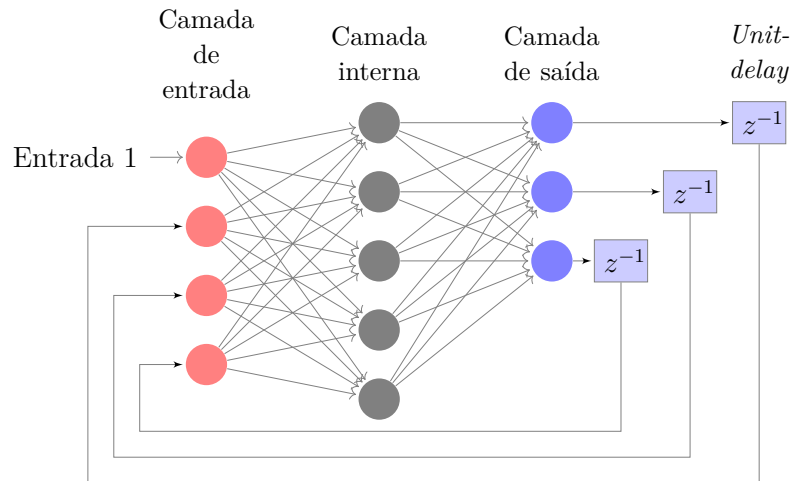 Camada
de
entrada
Camada
interna
Camada
de saída
Unit-
delay
Entrada 1
z⁻¹
z⁻¹
z⁻¹